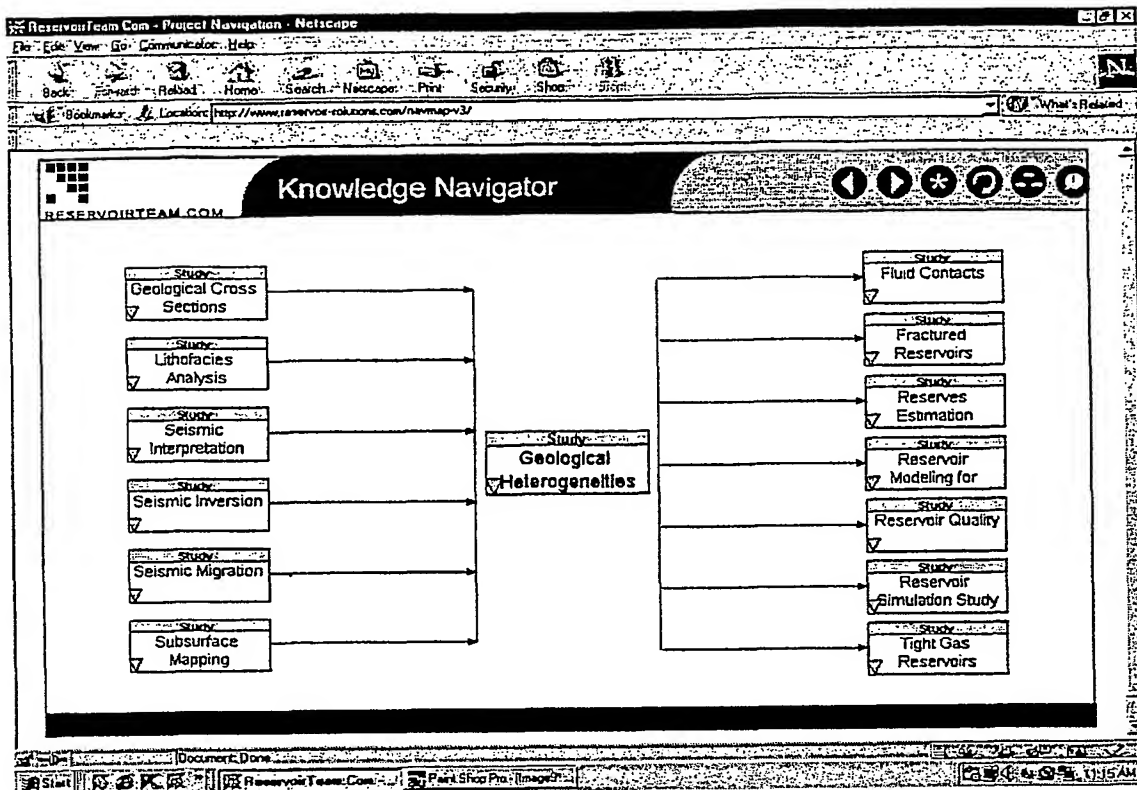 ReservoirTeam Com - Project Navigation - Netscape
File Edit View Go Communicator Help
Back Forward Reload Home Search Netscape Print Security Shop Stop
Bookmarks Location: http://www.reservoir-solutions.com/navmap-v3/ What's Related
N
RESERVOIRTEAM.COM
Knowledge Navigator
Study
Geological Cross
Sections
Study
Lithofacies
Analysis
Study
Seismic
Interpretation
Study
Seismic Inversion
Study
Seismic Migration
Study
Subsurface
Mapping
Study
Geological
Heterogeneities
Study
Fluid Contacts
Study
Fractured
Reservoirs
Study
Reserves
Estimation
Study
Reservoir
Modeling for
Study
Reservoir Quality
Study
Reservoir
Simulation Study
Study
Tight Gas
Reservoirs
Document: Done
Start ReservoirTeam.Com Paint Shop Pro 11:15 AM